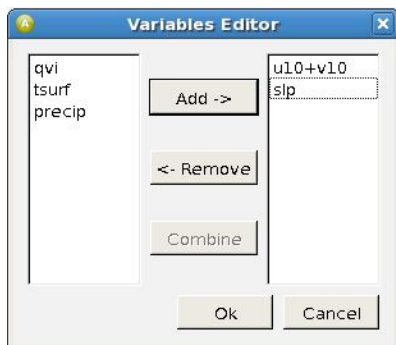 Variables Editor
qvi
tsurf
precip
Add ->
<- Remove
Combine
u10+v10
slp
Ok
Cancel